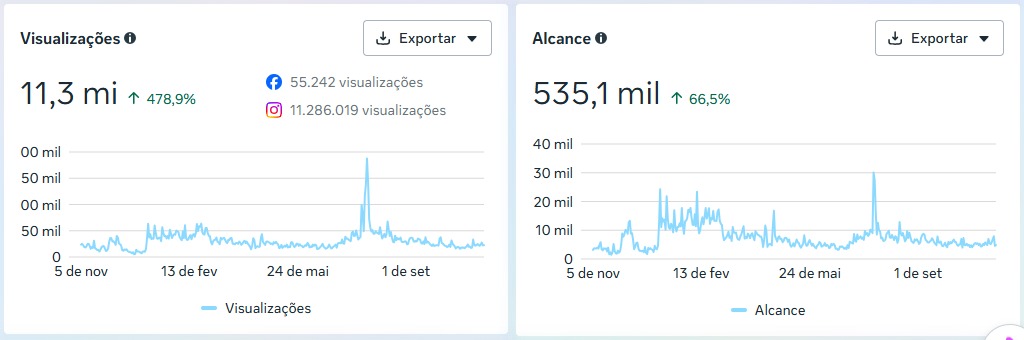 Visualizações
Exportar
11,3 mi
478,9%
55.242 visualizações
11.286.019 visualizações
00 mil
50 mil
00 mil
50 mil
0
5 de nov
13 de fev
24 de mai
1 de set
Visualizações
Alcance
Exportar
535,1 mil
66,5%
40 mil
30 mil
20 mil
10 mil
0
5 de nov
13 de fev
24 de mai
1 de set
Alcance